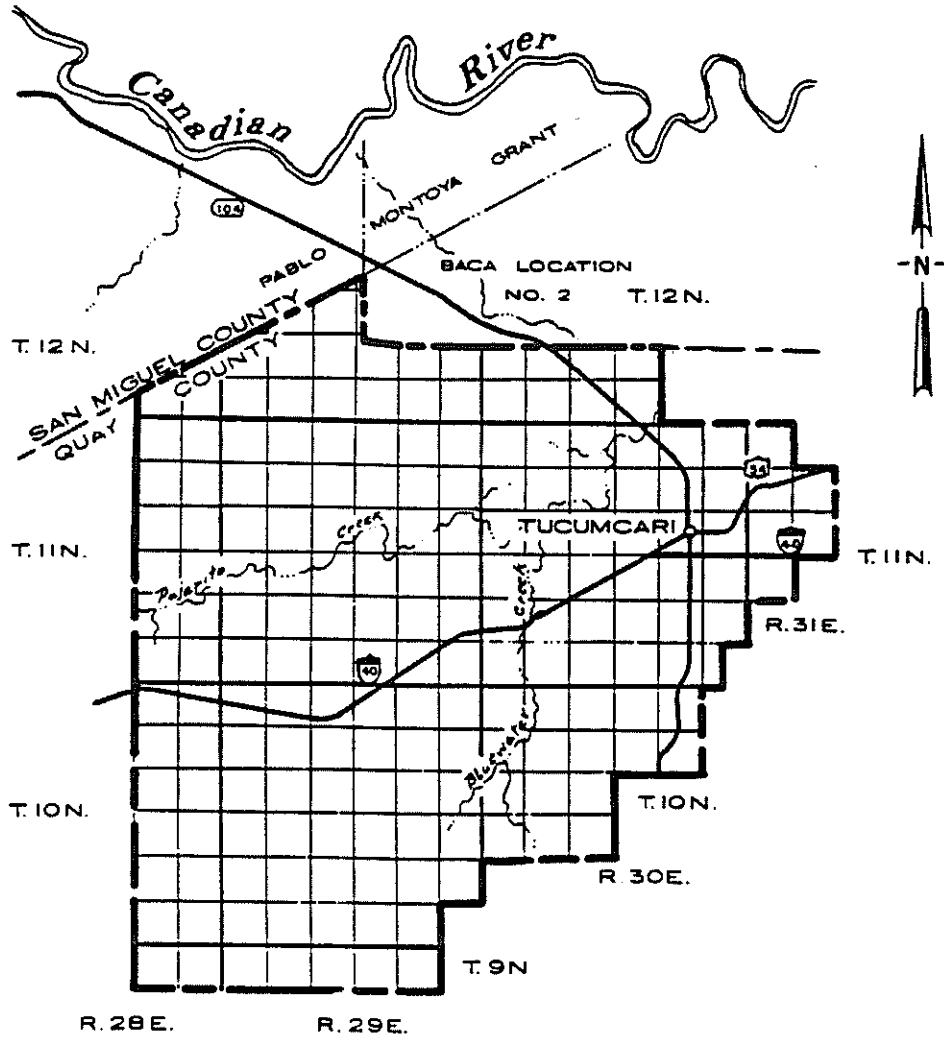 Canadian River
104
PABLO MONTOYA GRANT
BACA LOCATION
NO. 2
T. 12 N.
-N-
T. 12 N.
SAN MIGUEL COUNTY
QUAY COUNTY
54
TUCUMCARI
40
T. 11 N.
T. 11 N.
Pajarito Creek
R. 31 E.
40
Bluewater Creek
T. 10 N.
T. 10 N.
R. 30 E.
T. 9 N
R. 28 E.
R. 29 E.